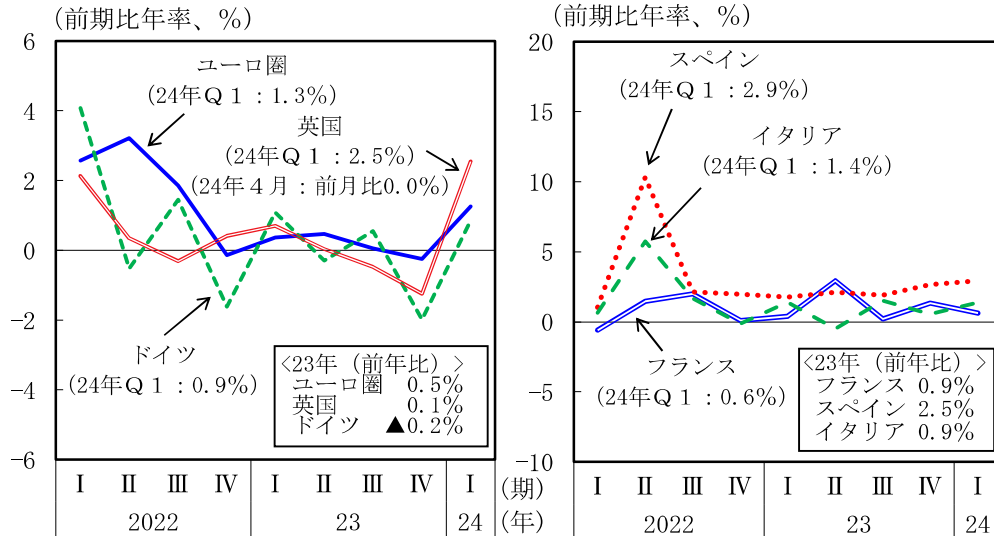 (前期比年率、%)
6
4
2
0
−2
−4
−6
ユーロ圏
(24年Q1:1.3%)
英国
(24年Q1:2.5%)
(24年4月:前月比0.0%)
ドイツ
(24年Q1:0.9%)
<23年(前年比)>
ユーロ圏 0.5%
英国 0.1%
ドイツ ▲0.2%
Ⅰ Ⅱ Ⅲ Ⅳ Ⅰ Ⅱ Ⅲ Ⅳ Ⅰ (期)
2022 23 24 (年)
(前期比年率、%)
20
15
10
5
0
-5
-10
スペイン
(24年Q1:2.9%)
イタリア
(24年Q1:1.4%)
フランス
(24年Q1:0.6%)
<23年(前年比)>
フランス 0.9%
スペイン 2.5%
イタリア 0.9%
Ⅰ Ⅱ Ⅲ Ⅳ Ⅰ Ⅱ Ⅲ Ⅳ Ⅰ
2022 23 24